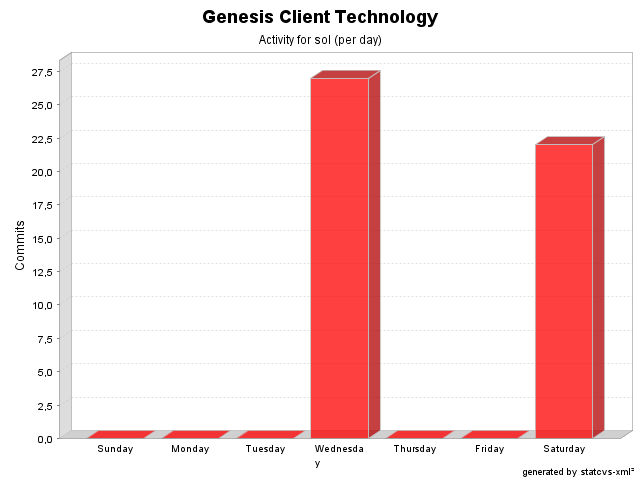 Genesis Client Technology
Activity for sol (per day)
Commits
27,5
25,0
22,5
20,0
17,5
15,0
12,5
10,0
7,5
5,0
2,5
0,0
Sunday Monday Tuesday Wednesda Thursday Friday Saturday
y
generated by statcvs-xml²